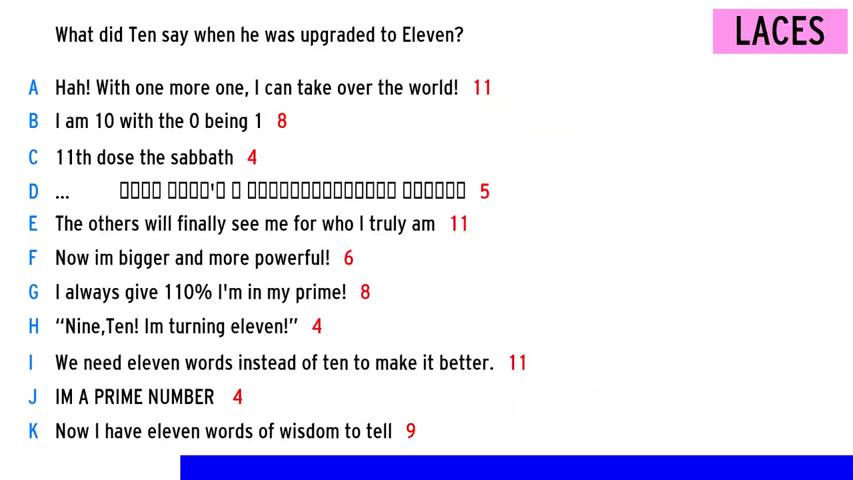 What did Ten say when he was upgraded to Eleven?
LACES
A Hah! With one more one, I can take over the world! 11
B I am 10 with the 0 being 1 8
C 11th dose the sabbath 4
D ... ▯▯▯▯ ▯▯▯▯'▯ ▯ ▯▯▯▯▯▯▯▯▯▯▯▯▯▯▯ ▯▯▯▯▯▯ 5
E The others will finally see me for who I truly am 11
F Now im bigger and more powerful! 6
G I always give 110% I'm in my prime! 8
H “Nine,Ten! Im turning eleven!” 4
I We need eleven words instead of ten to make it better. 11
J IM A PRIME NUMBER 4
K Now I have eleven words of wisdom to tell 9